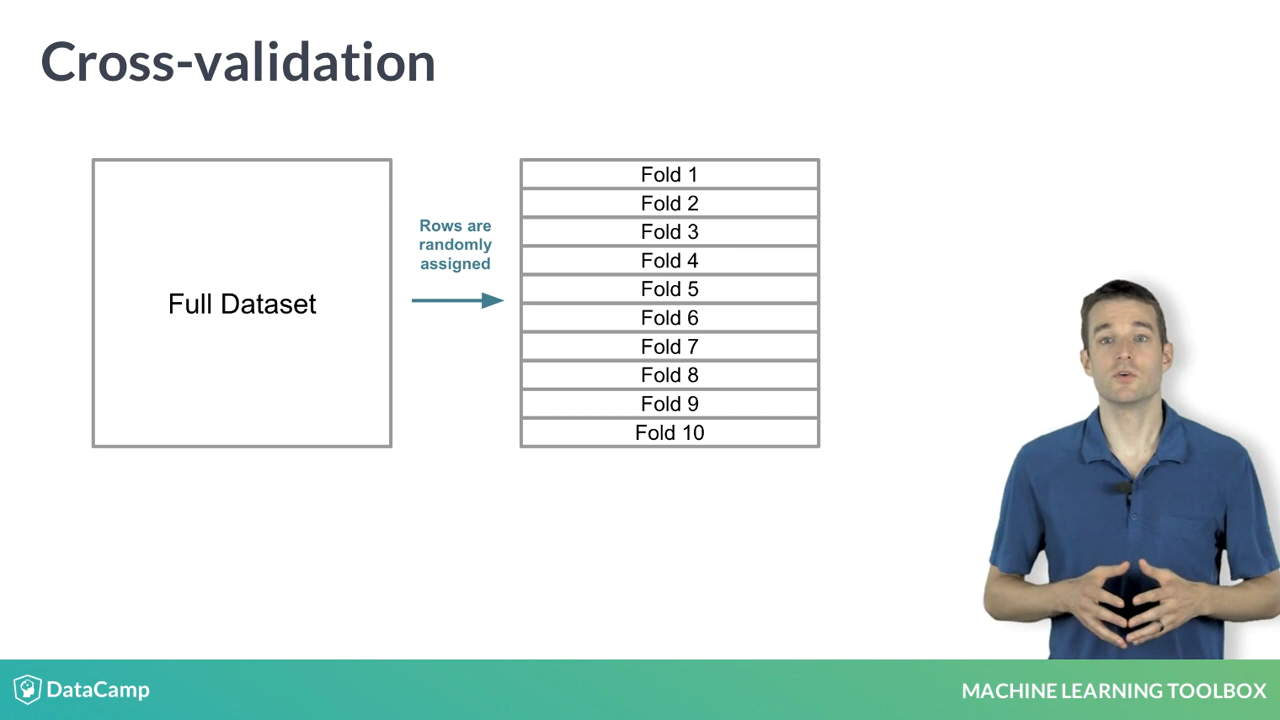 Cross-validation
Full Dataset
Rows are
randomly
assigned
Fold 1
Fold 2
Fold 3
Fold 4
Fold 5
Fold 6
Fold 7
Fold 8
Fold 9
Fold 10
DataCamp
MACHINE LEARNING TOOLBOX